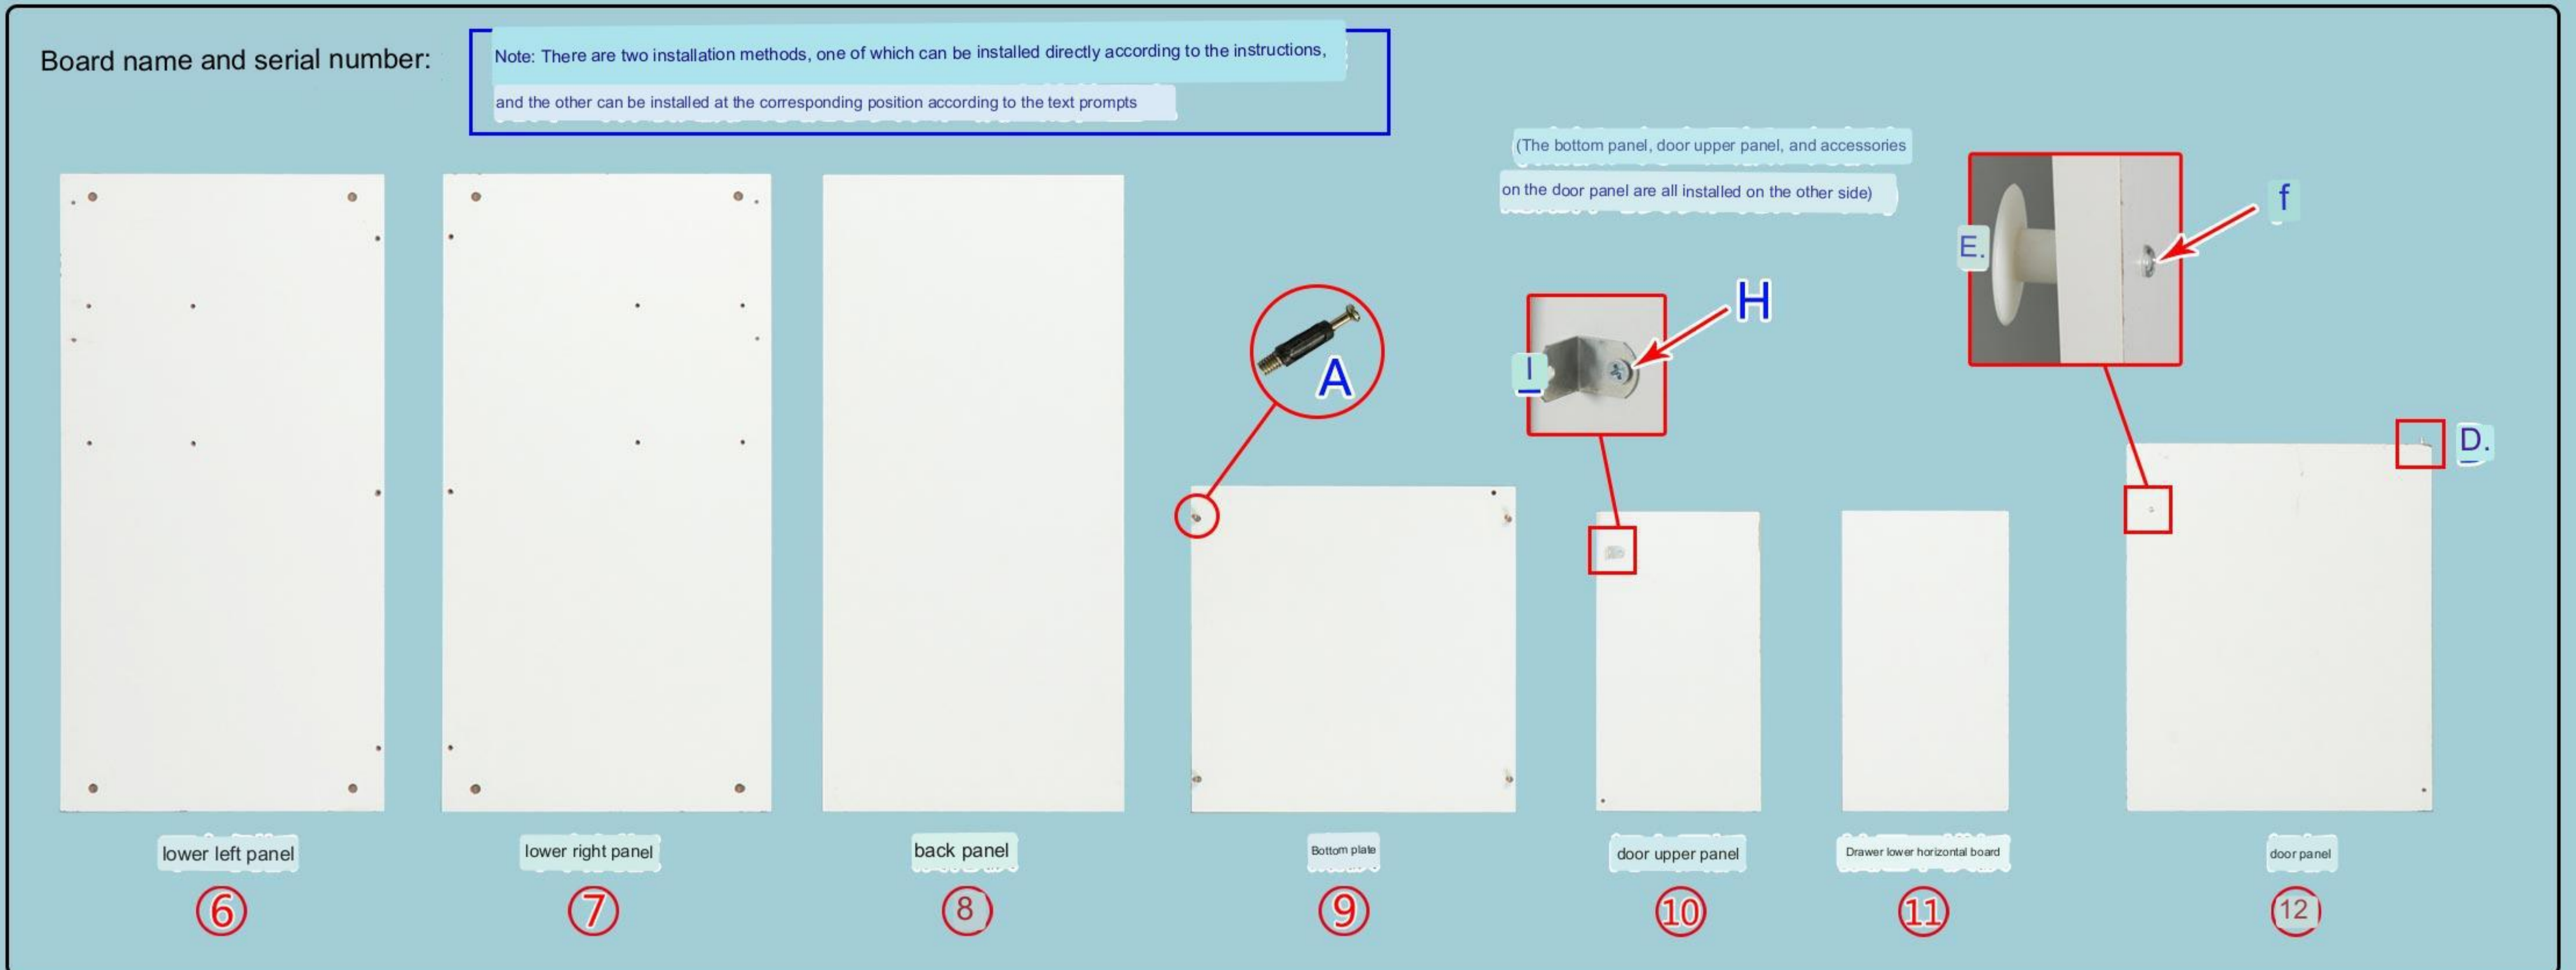 Board name and serial number:
Note: There are two installation methods, one of which can be installed directly according to the instructions,
and the other can be installed at the corresponding position according to the text prompts
(The bottom panel, door upper panel, and accessories
on the door panel are all installed on the other side)
E.
f
H
I
A
D.
lower left panel
lower right panel
back panel
Bottom plate
door upper panel
Drawer lower horizontal board
door panel
6
7
8
9
10
11
12